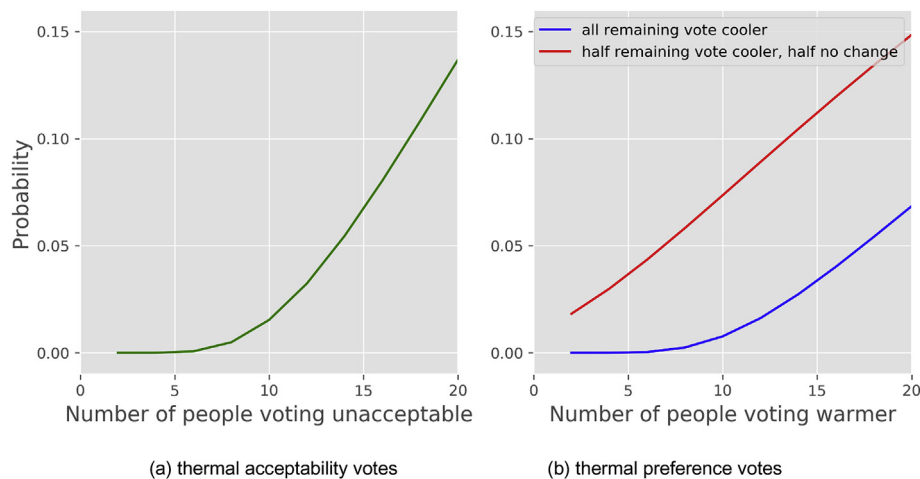 0.15
0.10
0.05
0.00
Probability
0
5
10
15
20
Number of people voting unacceptable
(a) thermal acceptability votes
all remaining vote cooler
half remaining vote cooler, half no change
0.15
0.10
0.05
0.00
0
5
10
15
20
Number of people voting warmer
(b) thermal preference votes